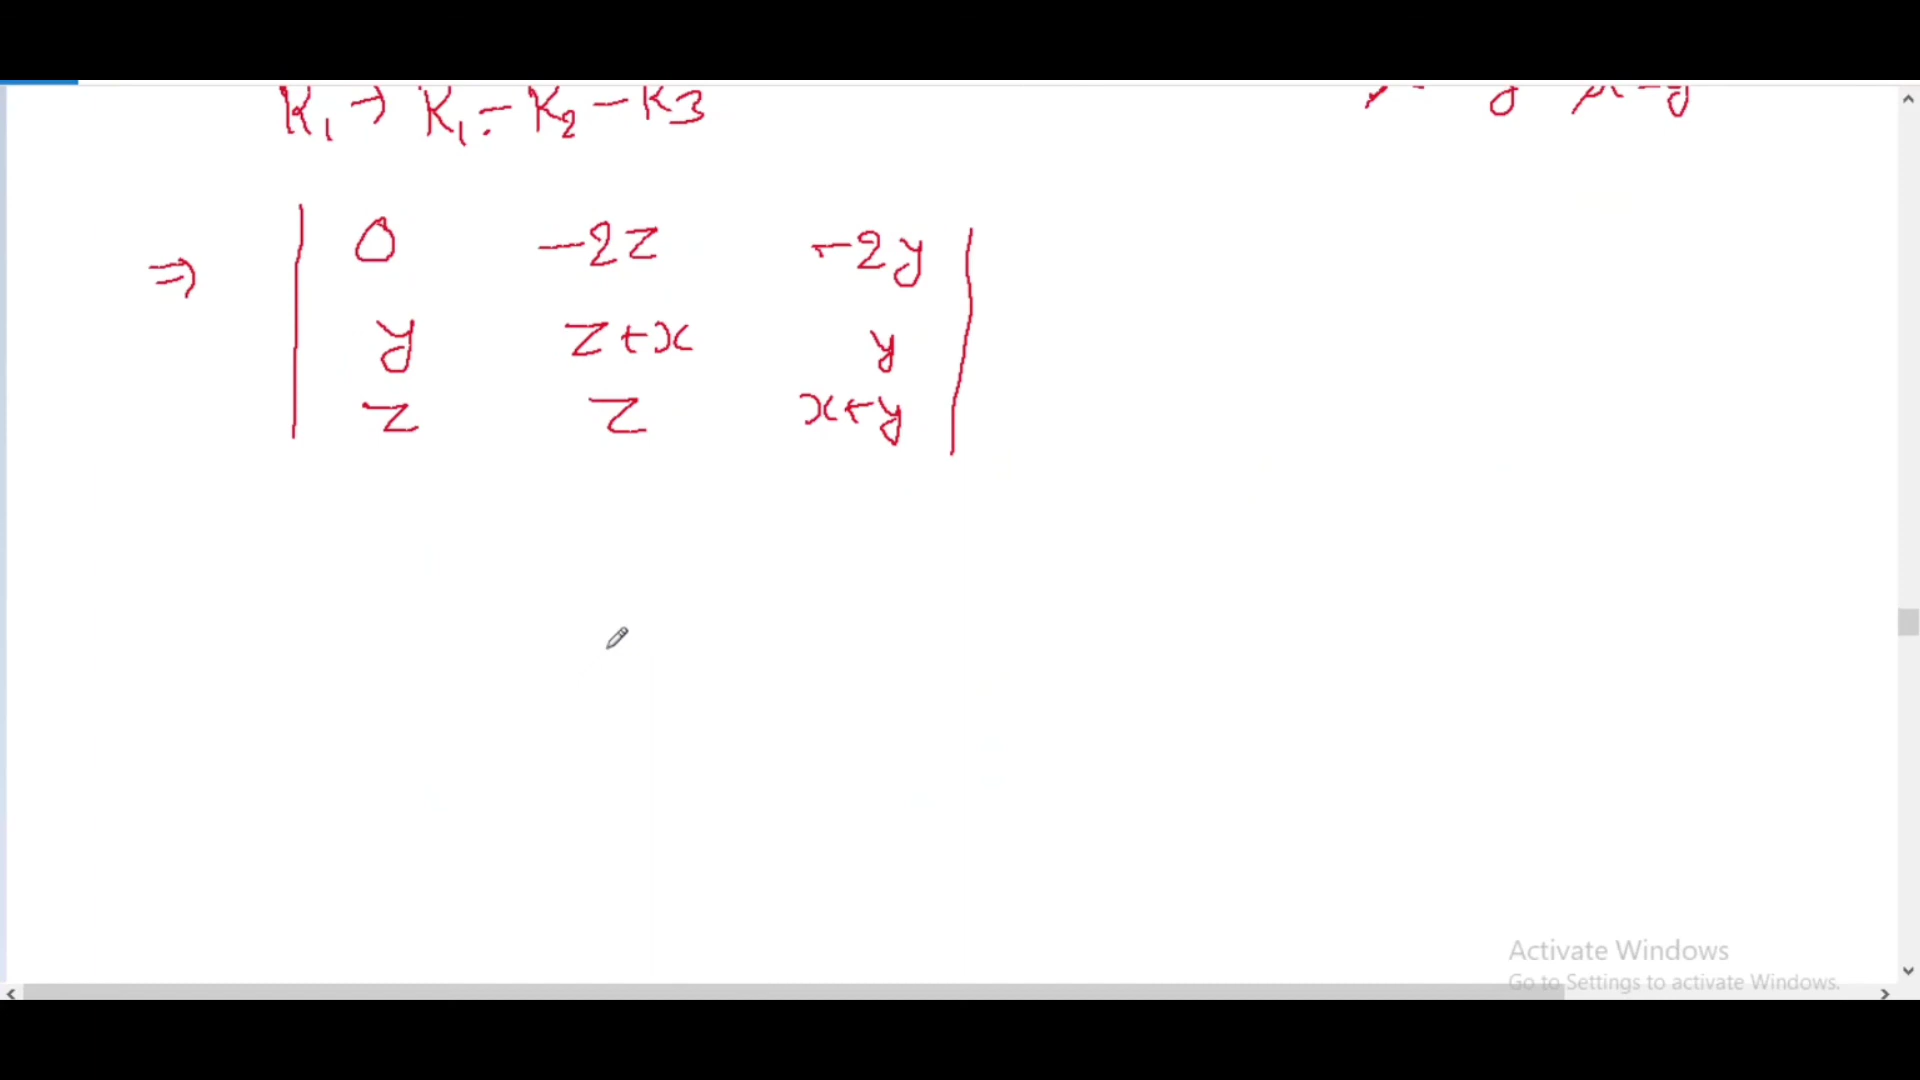 R₁ → R₁ - R₂ - R3
⇒ | 0 -2z -2y |
y z+x y
z z x+y
Activate Windows
Go to Settings to activate Windows.